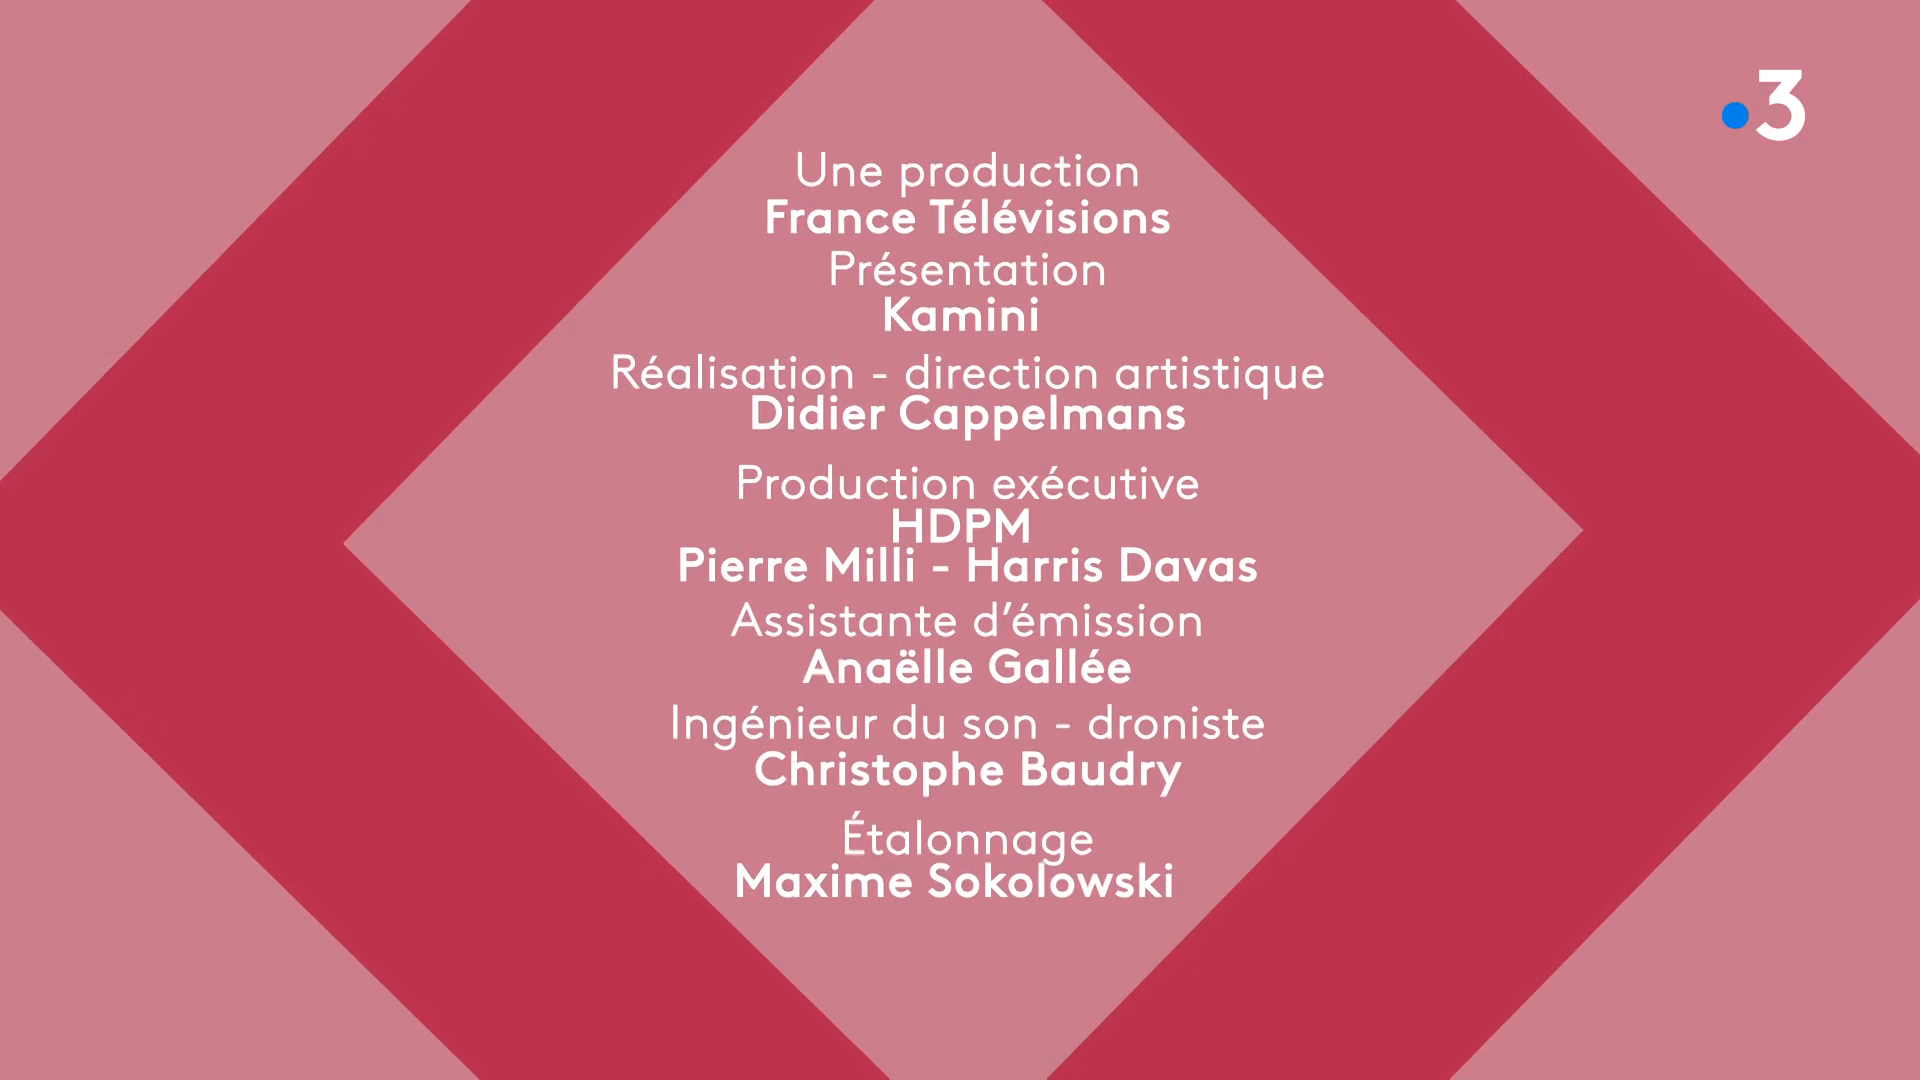 3
Une production
France Télévisions
Présentation
Kamini
Réalisation - direction artistique
Didier Cappelmans
Production exécutive
HDPM
Pierre Milli - Harris Davas
Assistante d’émission
Anaëlle Gallée
Ingénieur du son - droniste
Christophe Baudry
Étalonnage
Maxime Sokolowski